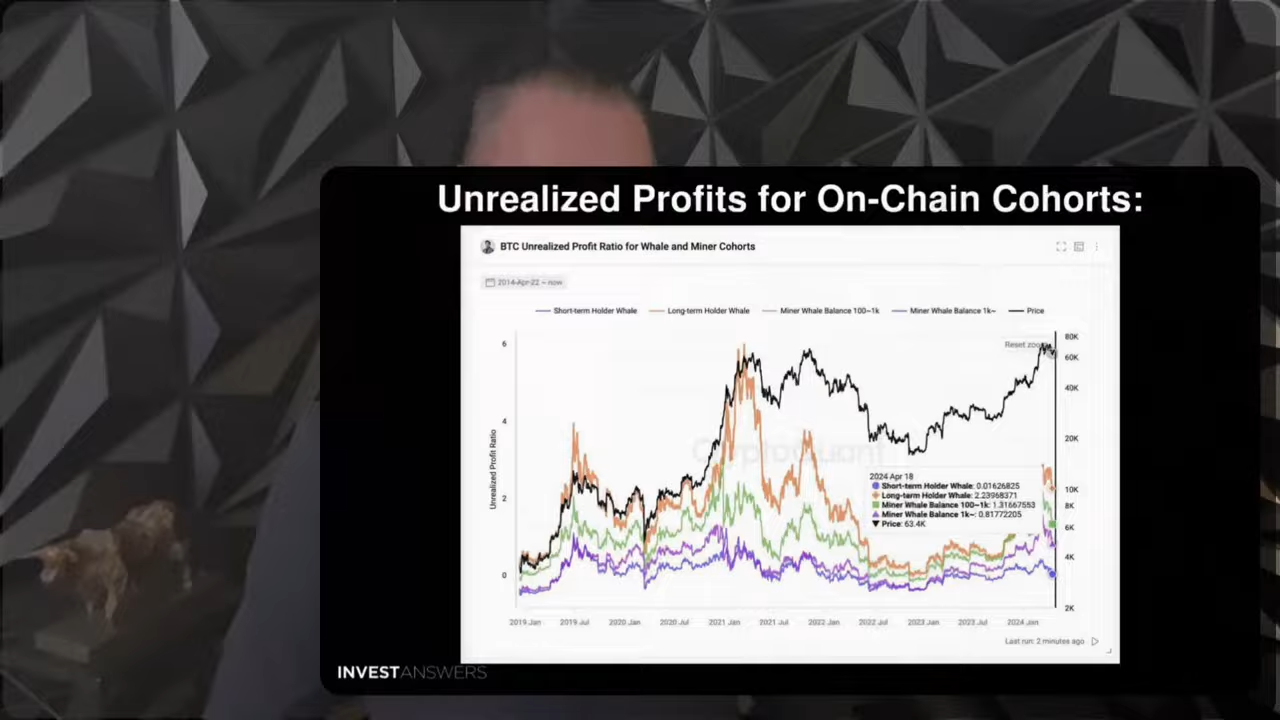 Unrealized Profits for On-Chain Cohorts:
BTC Unrealized Profit Ratio for Whale and Miner Cohorts
2014-Apr-22 ~ now
Short-term Holder Whale Long-term Holder Whale Miner Whale Balance 100~1k Miner Whale Balance 1k~ Price
Reset zoom
6
4
2
0
Unrealized Profit Ratio
80K
60K
40K
20K
10K
8K
6K
4K
2K
CryptoQuant
2024 Apr 18
Short-term Holder Whale: 0.01626825
Long-term Holder Whale: 2.23968371
Miner Whale Balance 100~1k: 1.31667553
Miner Whale Balance 1k~: 0.81772205
Price: 63.4K
2019 Jan 2019 Jul 2020 Jan 2020 Jul 2021 Jan 2021 Jul 2022 Jan 2022 Jul 2023 Jan 2023 Jul 2024 Jan
Last run: 2 minutes ago
INVESTANSWERS